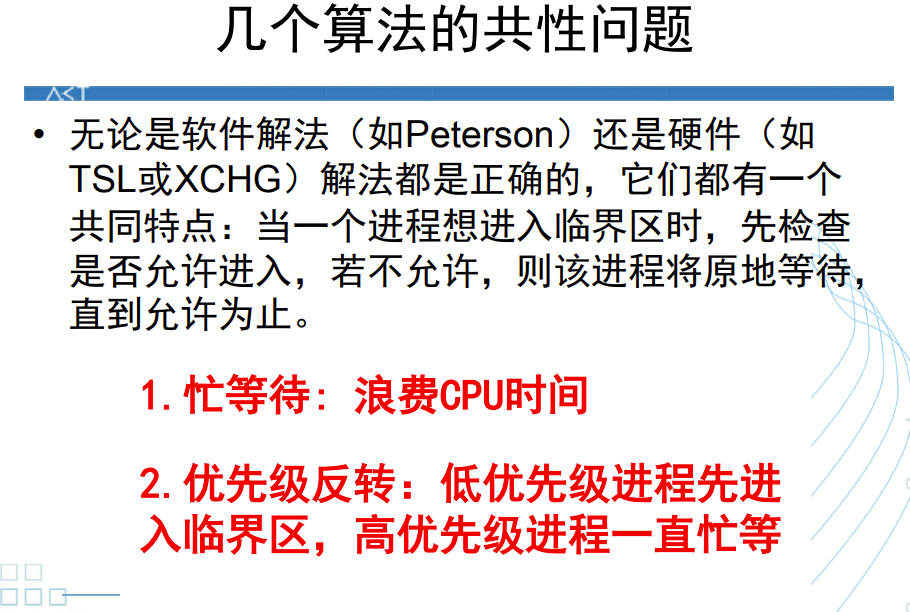 几个算法的共性问题
• 无论是软件解法（如Peterson）还是硬件（如
TSL或XCHG）解法都是正确的，它们都有一个
共同特点：当一个进程想进入临界区时，先检查
是否允许进入，若不允许，则该进程将原地等待，
直到允许为止。
1.忙等待: 浪费CPU时间
2.优先级反转：低优先级进程先进
入临界区，高优先级进程一直忙等